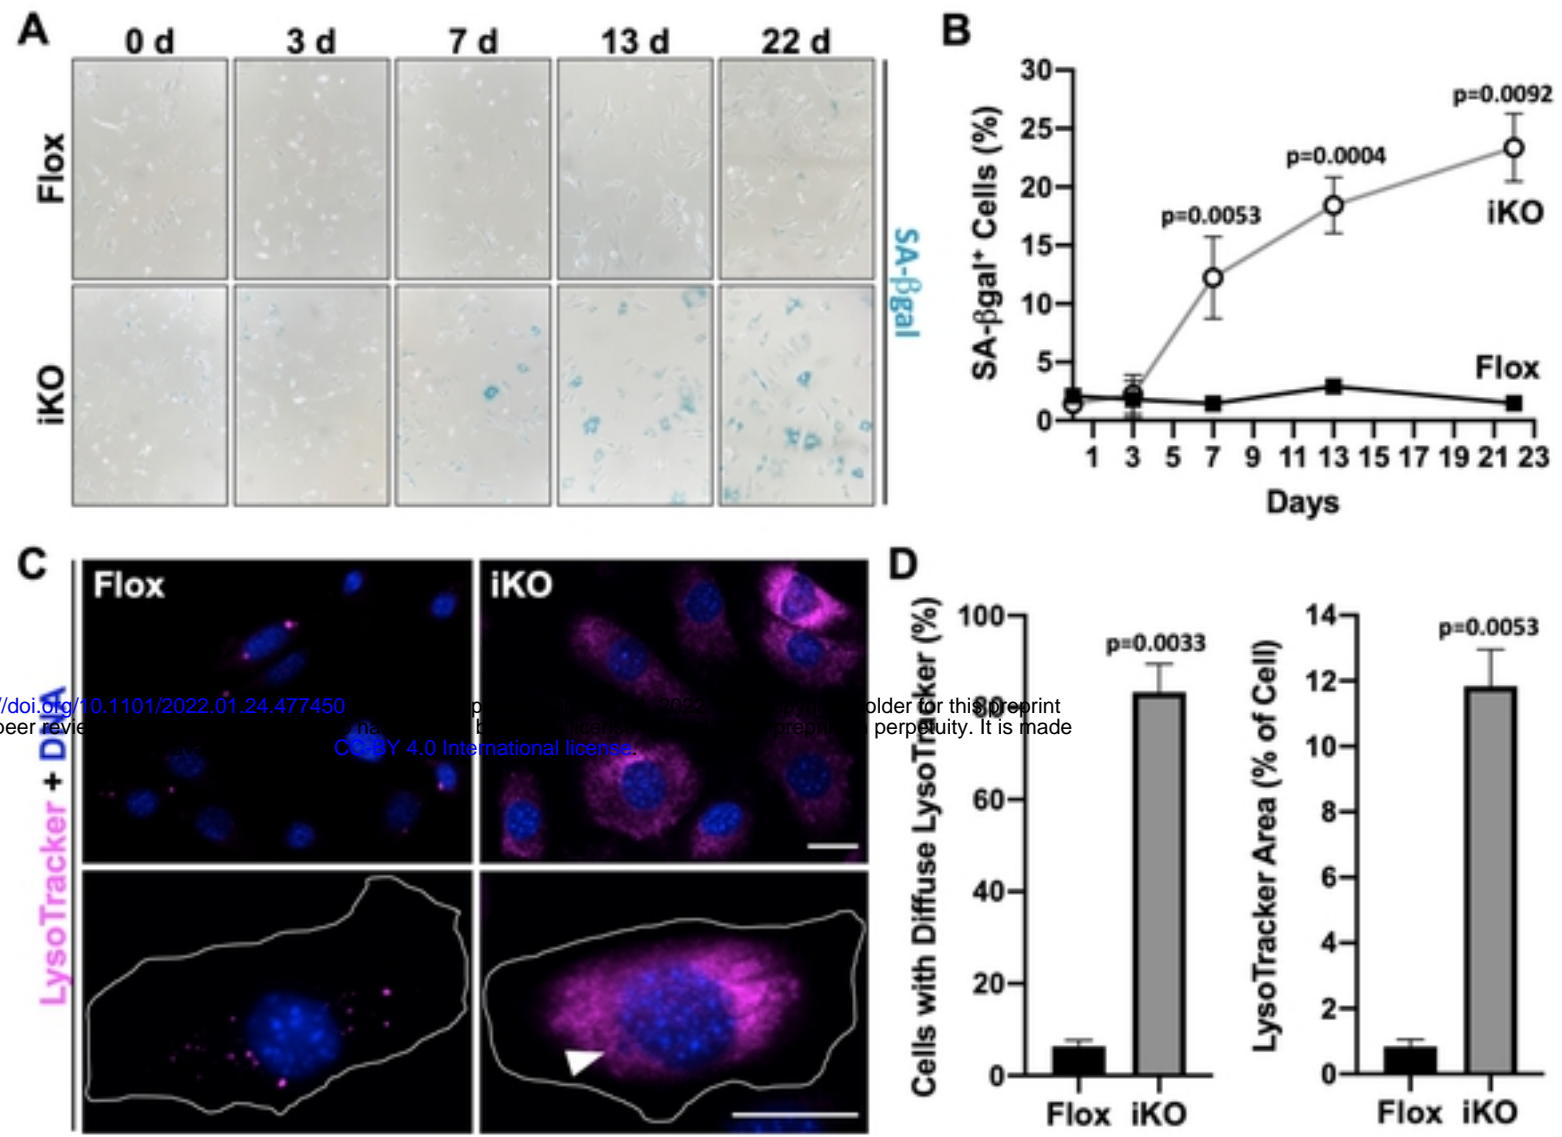 A
0 d 3 d 7 d 13 d 22 d
Flox
iKO
SA-βgal
B
SA-βgal⁺ Cells (%)
30
25
20
15
10
5
0
p=0.0053
p=0.0004
p=0.0092
iKO
Flox
1 3 5 7 9 11 13 15 17 19 21 23
Days
C
LysoTracker + DNA
Flox
iKO
/doi.org/10.1101/2022.01.24.477450
older for this preprint
peer
perpetuity. It is made
CC-BY 4.0 International license.
D
Cells with Diffuse LysoTracker (%)
100
80
60
40
20
0
p=0.0033
Flox iKO
LysoTracker Area (% of Cell)
14
12
10
8
6
4
2
0
p=0.0053
Flox iKO